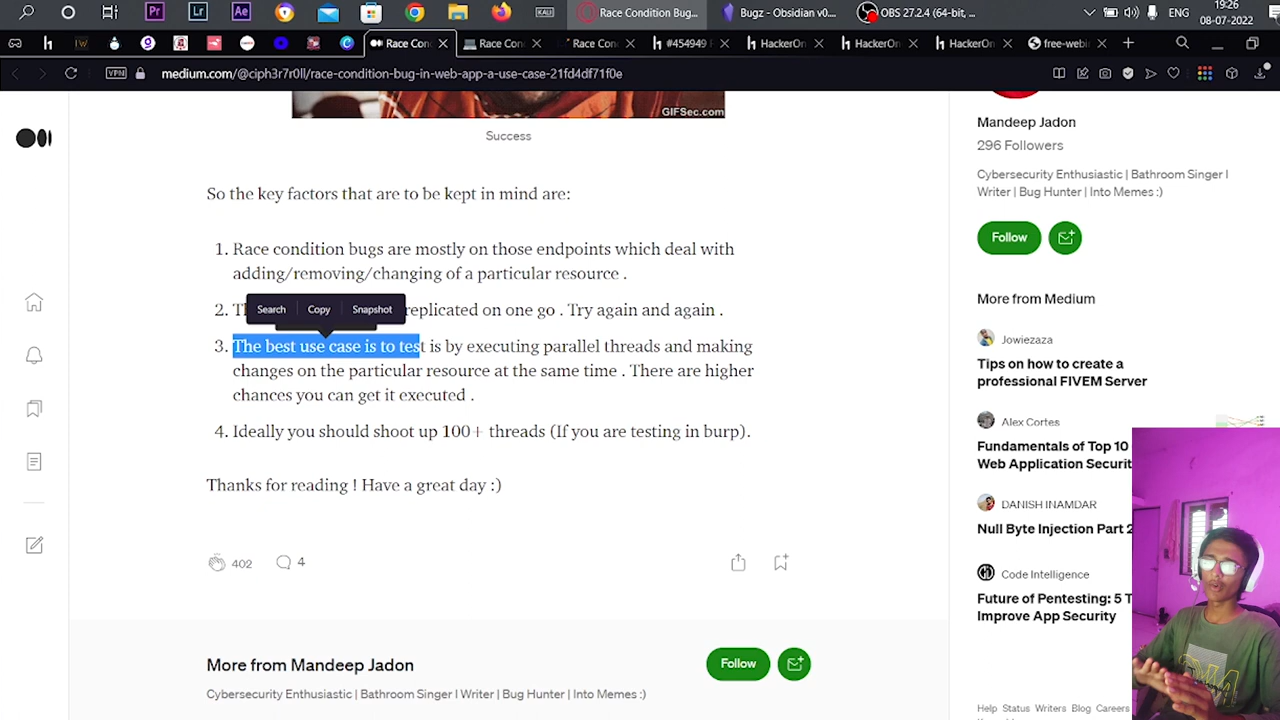 Pr
Lr
Ae
KALI
Race Condition Bug...
Bugz - Obsidian v0....
OBS 27.2.4 (64-bit, ...
ENG
19:26
08-07-2022
Race Con
Race Con
Race Con
#454949 F
HackerOn
HackerOn
HackerOn
free-webin
VPN
medium.com/@ciph3r7r0ll/race-condition-bug-in-web-app-a-use-case-21fd4df71f0e
GIFSec.com
Success
So the key factors that are to be kept in mind are:
1. Race condition bugs are mostly on those endpoints which deal with
adding/removing/changing of a particular resource .
2. Th
Search
Copy
Snapshot
replicated on one go . Try again and again .
3. The best use case is to test is by executing parallel threads and making
changes on the particular resource at the same time . There are higher
chances you can get it executed .
4. Ideally you should shoot up 100+ threads (If you are testing in burp).
Thanks for reading ! Have a great day :)
402
4
More from Mandeep Jadon
Cybersecurity Enthusiastic | Bathroom Singer I Writer | Bug Hunter | Into Memes :)
Follow
Mandeep Jadon
296 Followers
Cybersecurity Enthusiastic | Bathroom Singer I
Writer | Bug Hunter | Into Memes :)
Follow
More from Medium
Jowiezaza
Tips on how to create a
professional FIVEM Server
Alex Cortes
Fundamentals of Top 10
Web Application Securit
DANISH INAMDAR
Null Byte Injection Part 2
Code Intelligence
Future of Pentesting: 5 T
Improve App Security
Help Status Writers Blog Careers